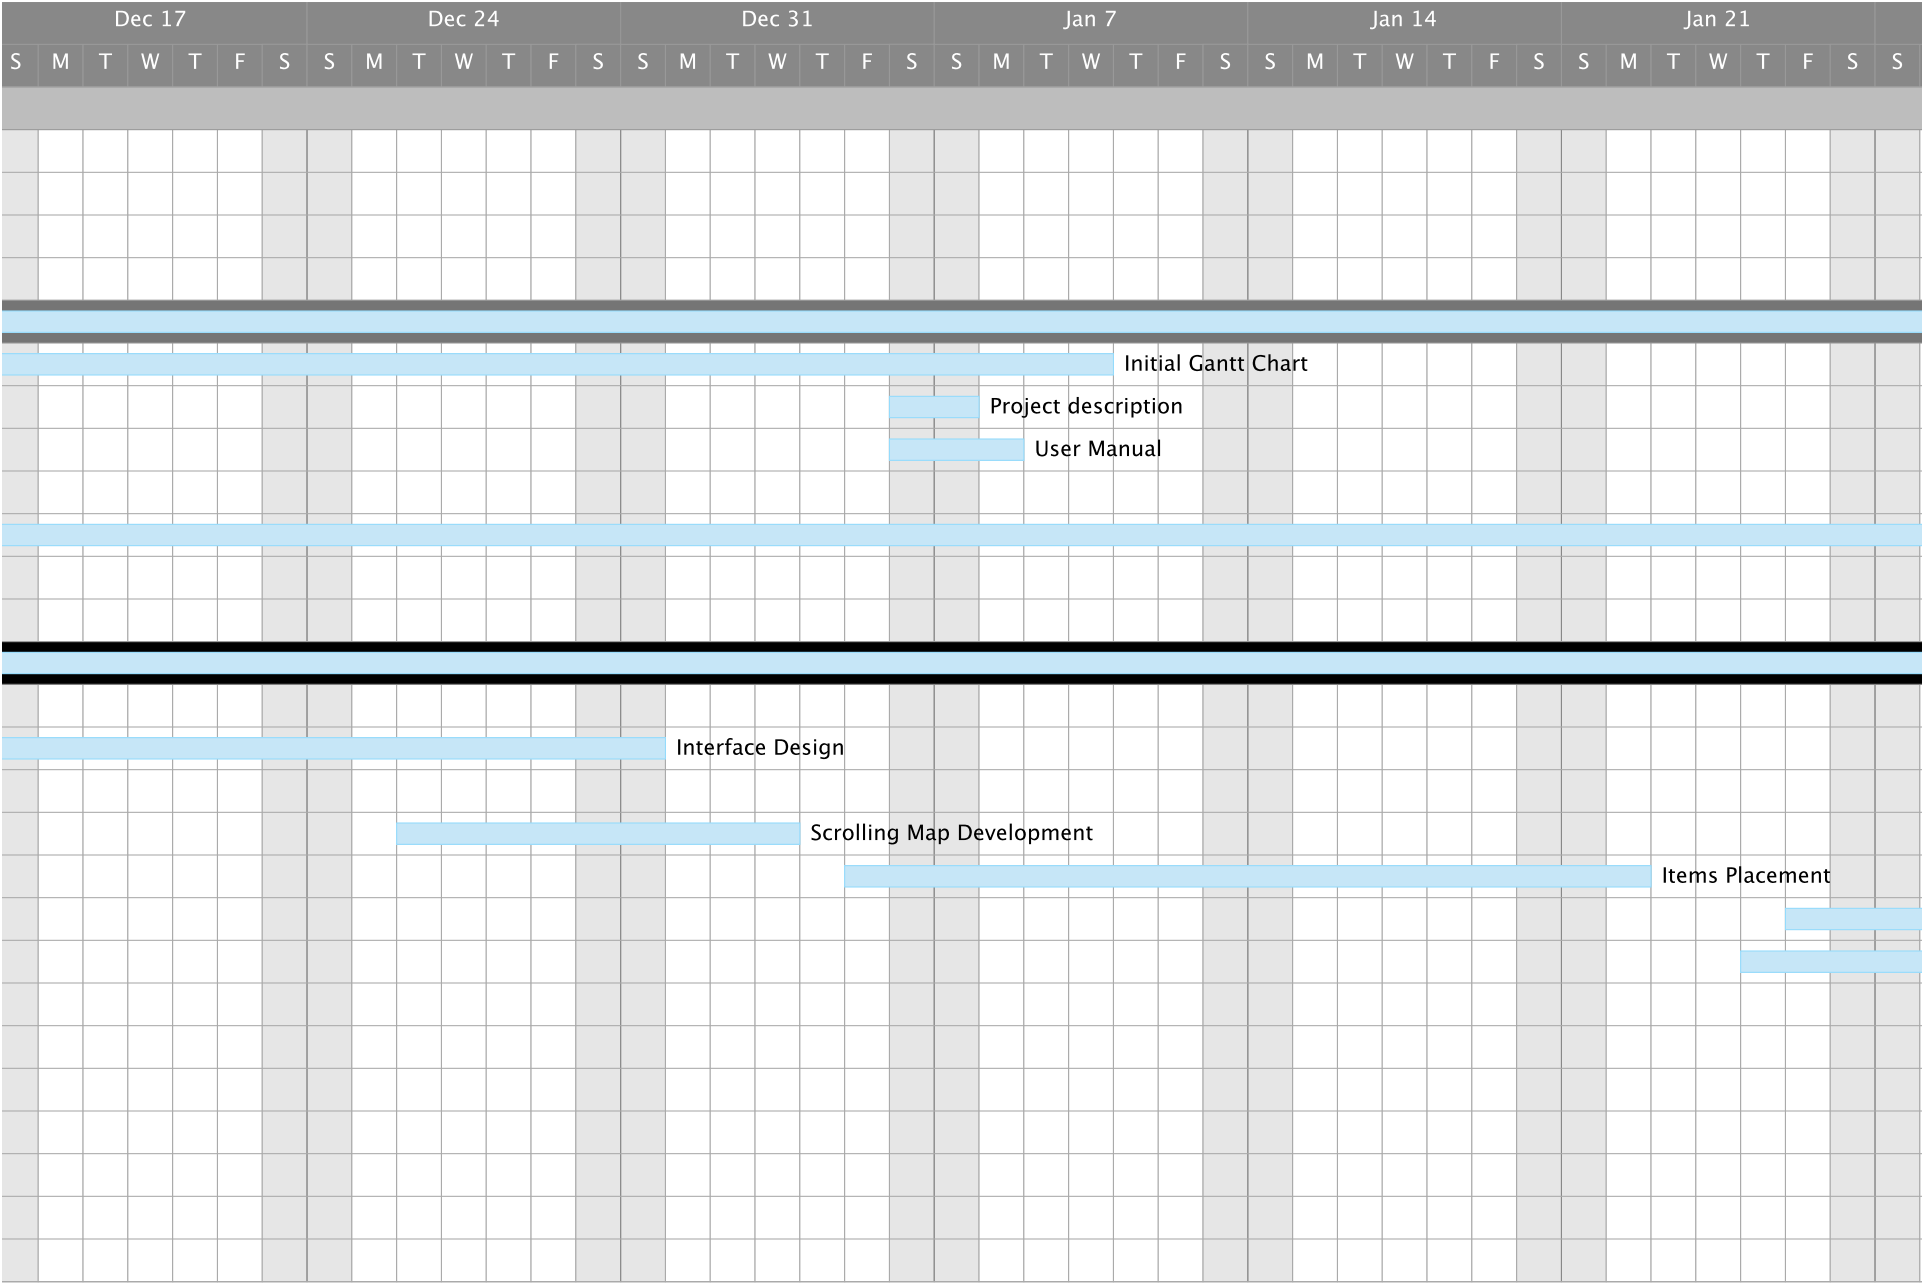 Dec 17 Dec 24 Dec 31 Jan 7 Jan 14 Jan 21
S M T W T F S S M T W T F S S M T W T F S S M T W T F S S M T W T F S S M T W T F S S
Initial Gantt Chart
Project description
User Manual
Interface Design
Scrolling Map Development
Items Placement